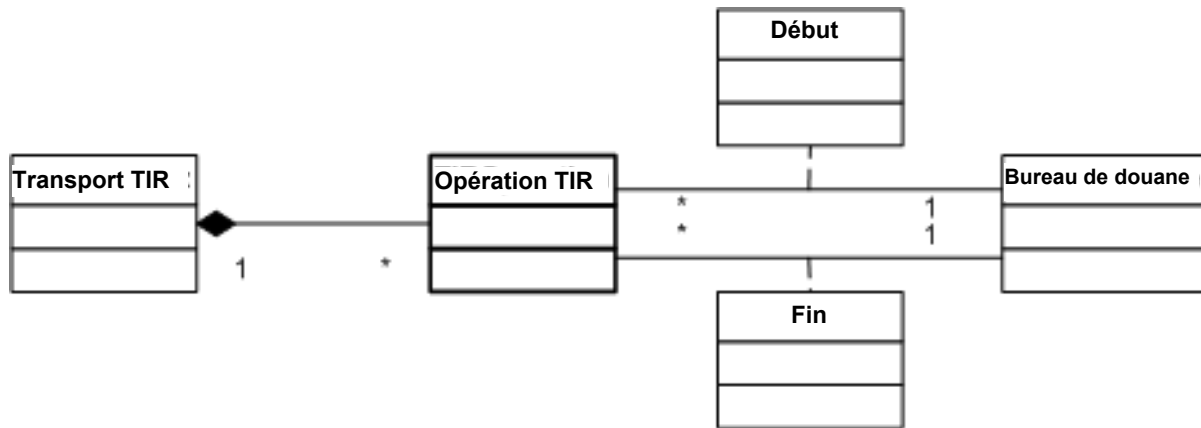 Début
Transport TIR
Opération TIR
Bureau de douane
* 1
* 1
1 *
Fin